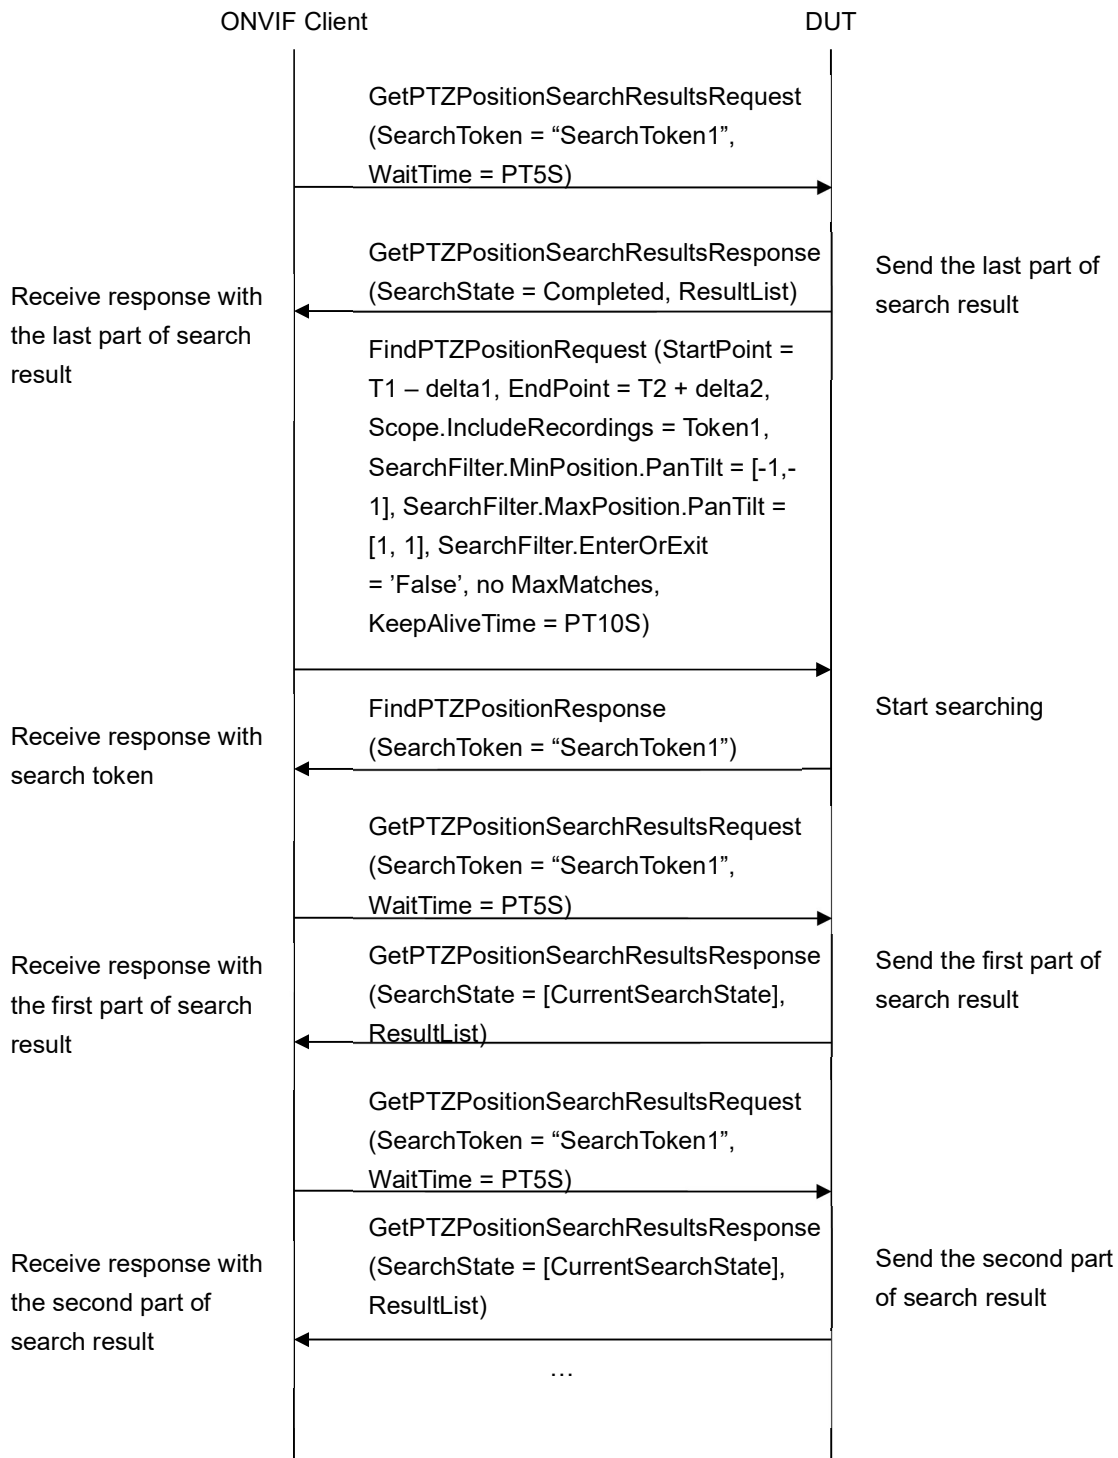 ONVIF Client
DUT
GetPTZPositionSearchResultsRequest
(SearchToken = “SearchToken1”,
WaitTime = PT5S)
GetPTZPositionSearchResultsResponse
(SearchState = Completed, ResultList)
Send the last part of
search result
Receive response with
the last part of search
result
FindPTZPositionRequest (StartPoint =
T1 – delta1, EndPoint = T2 + delta2,
Scope.IncludeRecordings = Token1,
SearchFilter.MinPosition.PanTilt = [-1,-
1], SearchFilter.MaxPosition.PanTilt =
[1, 1], SearchFilter.EnterOrExit
= ’False’, no MaxMatches,
KeepAliveTime = PT10S)
Start searching
FindPTZPositionResponse
(SearchToken = “SearchToken1”)
Receive response with
search token
GetPTZPositionSearchResultsRequest
(SearchToken = “SearchToken1”,
WaitTime = PT5S)
GetPTZPositionSearchResultsResponse
(SearchState = [CurrentSearchState],
ResultList)
Send the first part of
search result
Receive response with
the first part of search
result
GetPTZPositionSearchResultsRequest
(SearchToken = “SearchToken1”,
WaitTime = PT5S)
GetPTZPositionSearchResultsResponse
(SearchState = [CurrentSearchState],
ResultList)
Send the second part
of search result
Receive response with
the second part of
search result
…